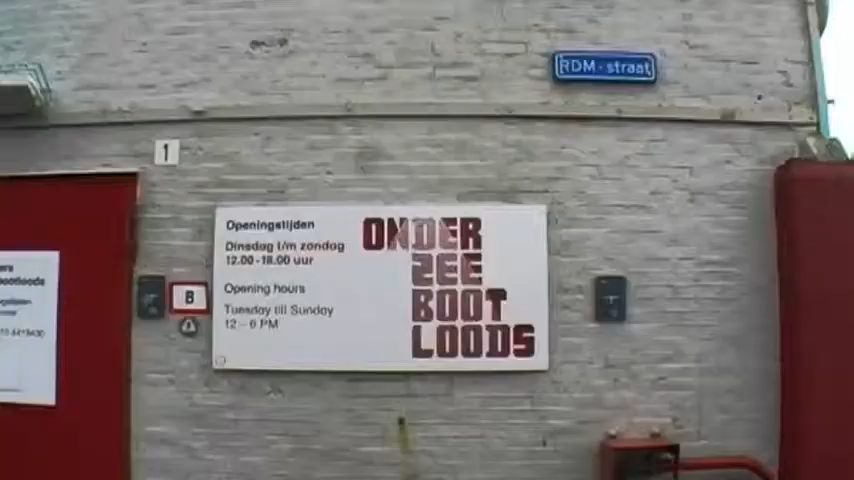 RDM-straat
1
Openingstijden
Dinsdag t/m zondag
12.00-18.00 uur
Opening hours
Tuesday till Sunday
12 - 6 PM
ONDER
ZEE
BOOT
LOODS
B